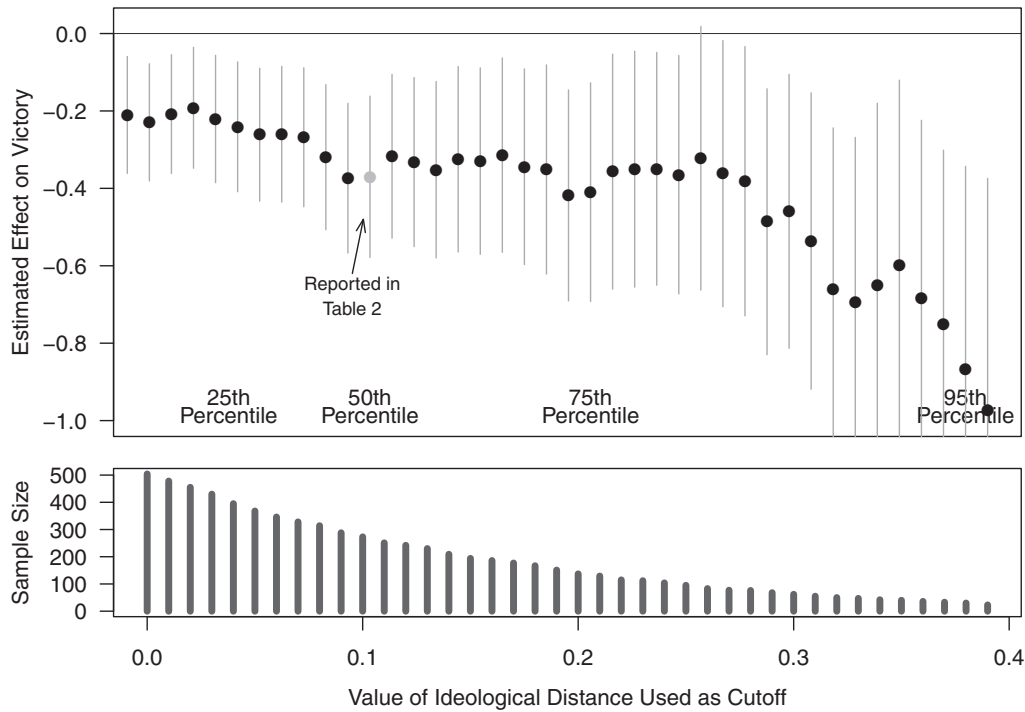 0.0
−0.2
−0.4
−0.6
−0.8
−1.0
Estimated Effect on Victory
Reported in
Table 2
25th
Percentile
50th
Percentile
75th
Percentile
95th
Percentile
500
400
300
200
100
0
Sample Size
0.0 0.1 0.2 0.3 0.4
Value of Ideological Distance Used as Cutoff